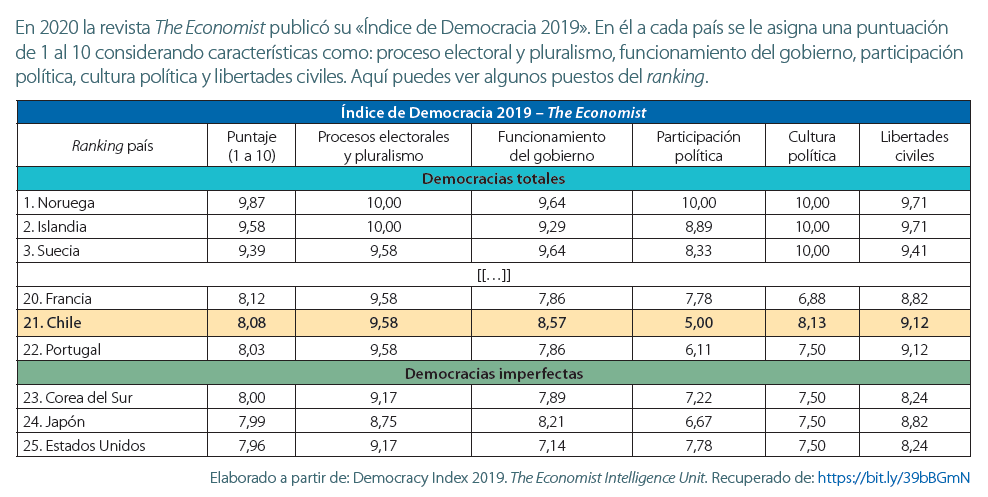 En 2020 la revista The Economist publicó su «Índice de Democracia 2019». En él a cada país se le asigna una puntuación
de 1 al 10 considerando características como: proceso electoral y pluralismo, funcionamiento del gobierno, participación
política, cultura política y libertades civiles. Aquí puedes ver algunos puestos del ranking.
Índice de Democracia 2019 – The Economist
Ranking país Puntaje (1 a 10) Procesos electorales y pluralismo Funcionamiento del gobierno Participación política Cultura política Libertades civiles
Democracias totales
1. Noruega 9,87 10,00 9,64 10,00 10,00 9,71
2. Islandia 9,58 10,00 9,29 8,89 10,00 9,71
3. Suecia 9,39 9,58 9,64 8,33 10,00 9,41
[[…]]
20. Francia 8,12 9,58 7,86 7,78 6,88 8,82
21. Chile 8,08 9,58 8,57 5,00 8,13 9,12
22. Portugal 8,03 9,58 7,86 6,11 7,50 9,12
Democracias imperfectas
23. Corea del Sur 8,00 9,17 7,89 7,22 7,50 8,24
24. Japón 7,99 8,75 8,21 6,67 7,50 8,82
25. Estados Unidos 7,96 9,17 7,14 7,78 7,50 8,24
Elaborado a partir de: Democracy Index 2019. The Economist Intelligence Unit. Recuperado de: https://bit.ly/39bBGmN